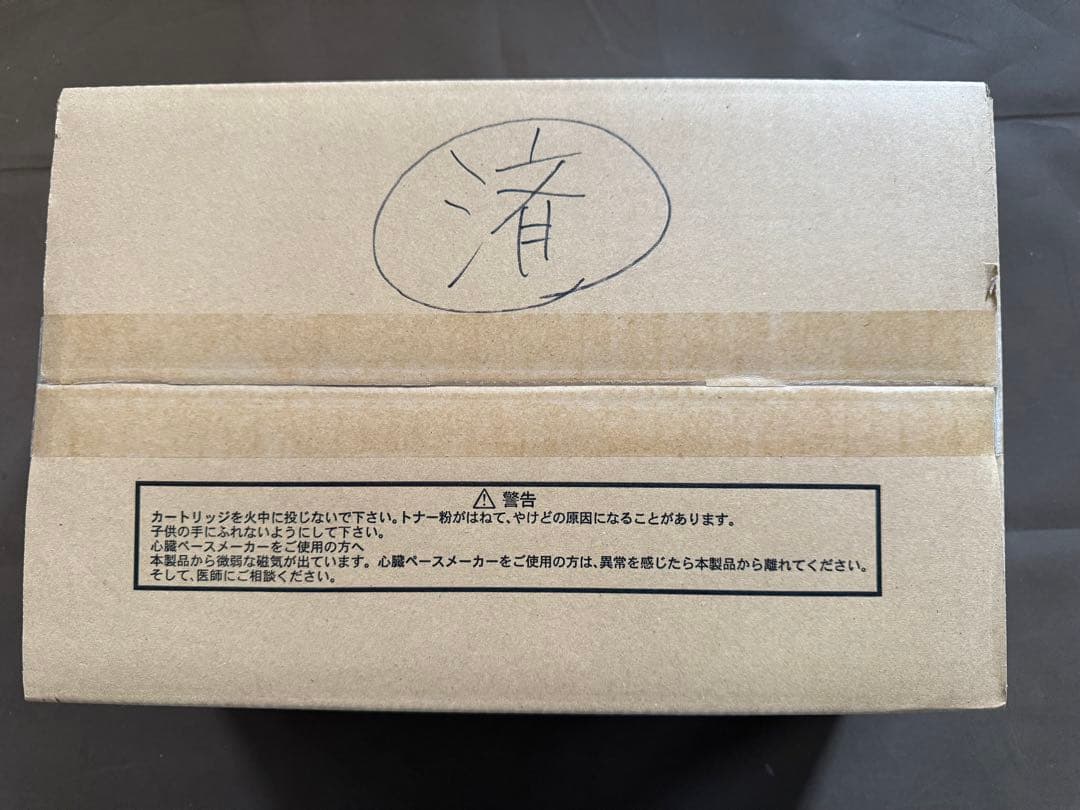 済
⚠ 警告
カートリッジを火中に投じないで下さい。トナー粉がはねて、やけどの原因になることがあります。
子供の手にふれないようにして下さい。
心臓ペースメーカーをご使用の方へ
本製品から微弱な磁気が出ています。心臓ペースメーカーをご使用の方は、異常を感じたら本製品から離れてください。
そして、医師にご相談ください。